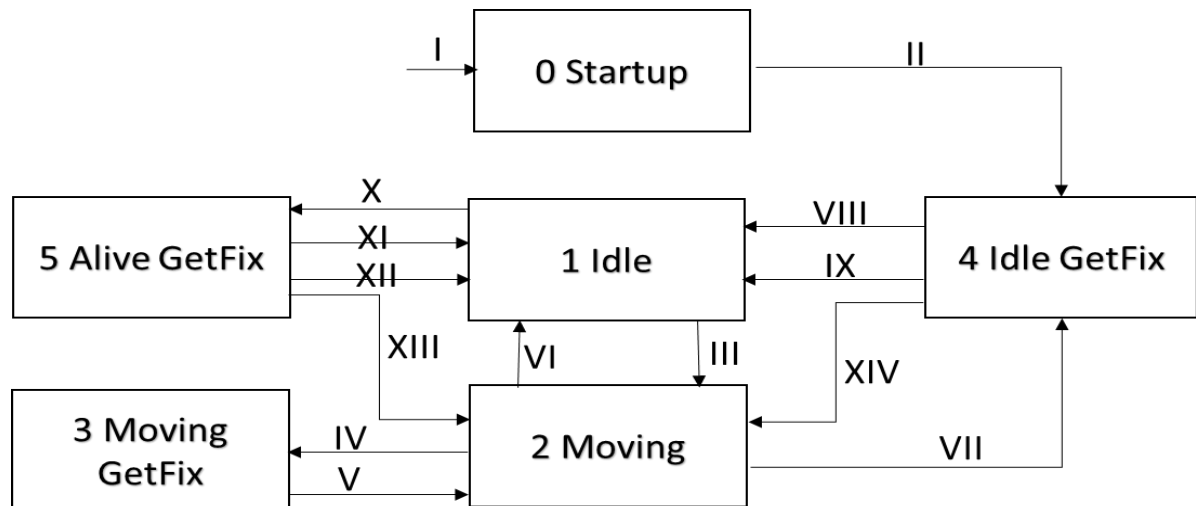 I
0 Startup
II
X
VIII
5 Alive GetFix
XI
1 Idle
IX
4 Idle GetFix
XII
XIII
VI
III
XIV
3 Moving
GetFix
IV
2 Moving
VII
V